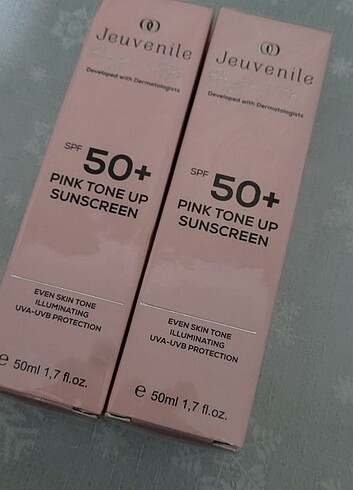 Jeuvenile
Developed with Dermatologists
SPF 50+
PINK TONE UP
SUNSCREEN
EVEN SKIN TONE
ILLUMINATING
UVA-UVB PROTECTION
e 50ml 1,7 fl.oz.
Jeuvenile
Developed with Dermatologists
SPF 50+
PINK TONE UP
SUNSCREEN
EVEN SKIN TONE
ILLUMINATING
UVA-UVB PROTECTION
e 50ml 1,7 fl.oz.